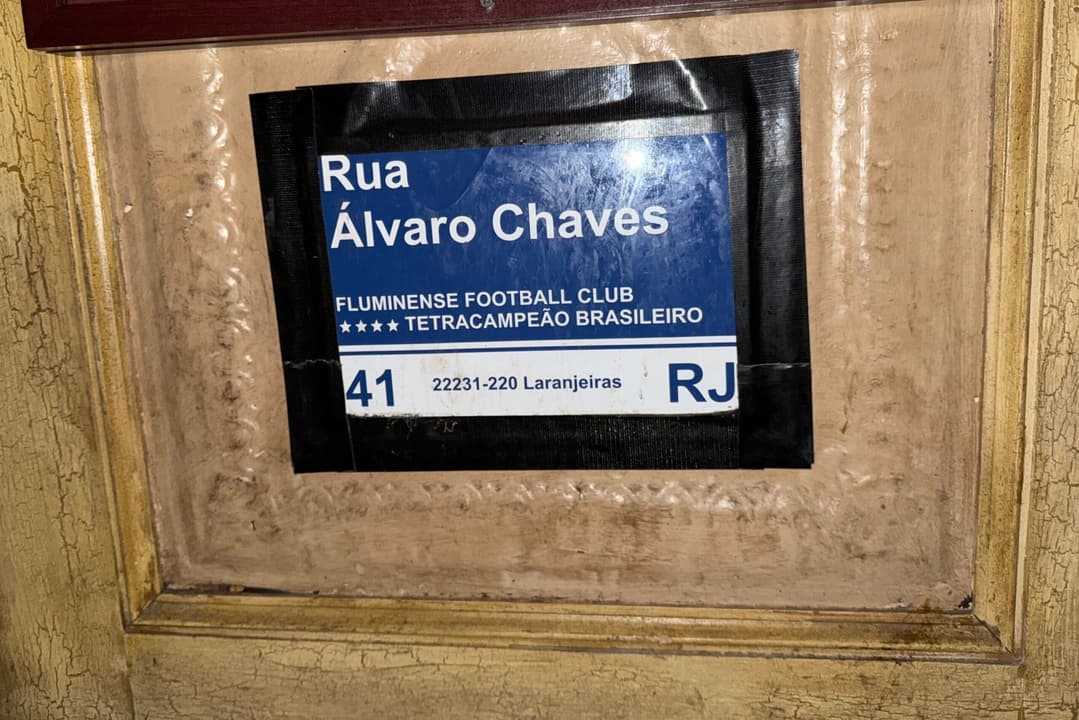 Rua
Álvaro Chaves
FLUMINENSE FOOTBALL CLUB
★★★★ TETRACAMPEÃO BRASILEIRO
41 22231-220 Laranjeiras RJ